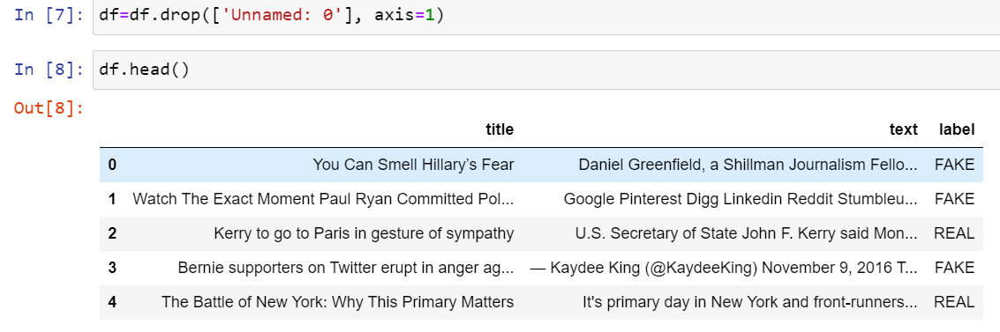 In [7]: df=df.drop(['Unnamed: 0'], axis=1)
In [8]: df.head()
Out[8]:
title text label
0 You Can Smell Hillary’s Fear Daniel Greenfield, a Shillman Journalism Fello... FAKE
1 Watch The Exact Moment Paul Ryan Committed Pol... Google Pinterest Digg Linkedin Reddit Stumbleu... FAKE
2 Kerry to go to Paris in gesture of sympathy U.S. Secretary of State John F. Kerry said Mon... REAL
3 Bernie supporters on Twitter erupt in anger ag... — Kaydee King (@KaydeeKing) November 9, 2016 T... FAKE
4 The Battle of New York: Why This Primary Matters It's primary day in New York and front-runners... REAL